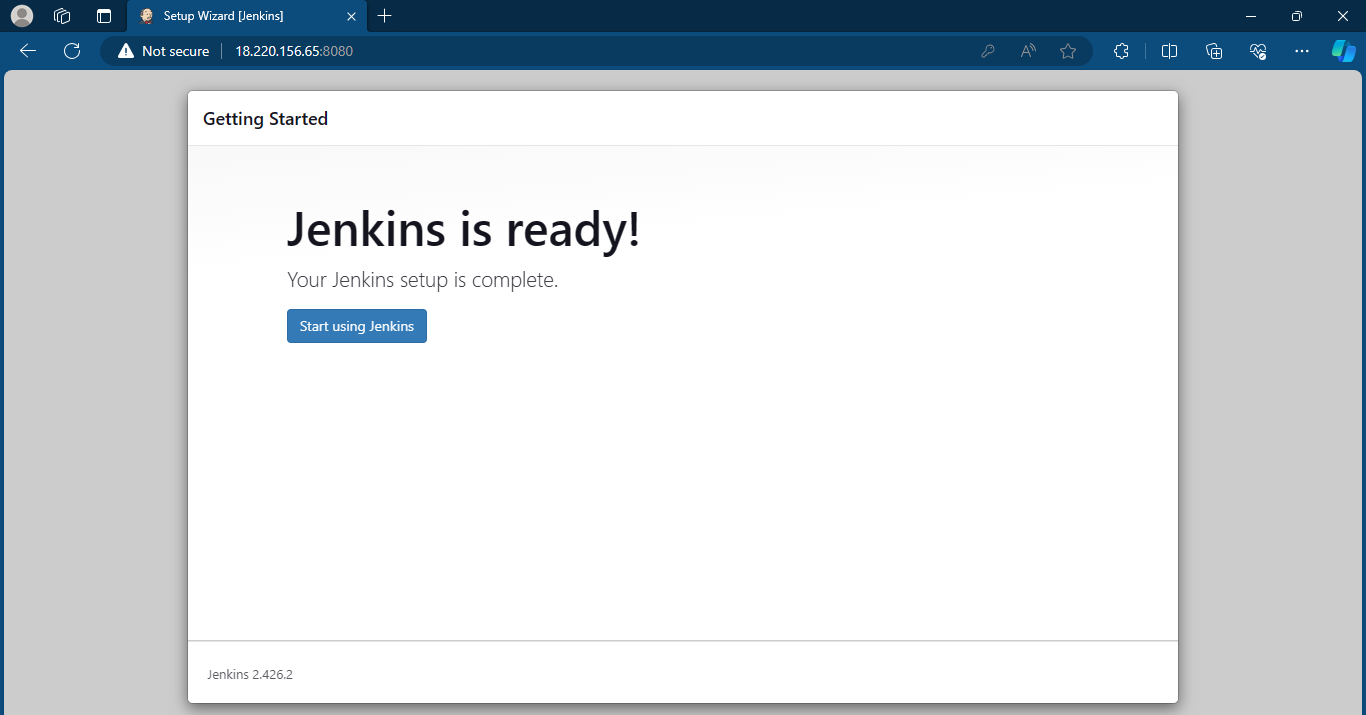 Setup Wizard [Jenkins]
Not secure
18.220.156.65:8080
Getting Started
Jenkins is ready!
Your Jenkins setup is complete.
Start using Jenkins
Jenkins 2.426.2